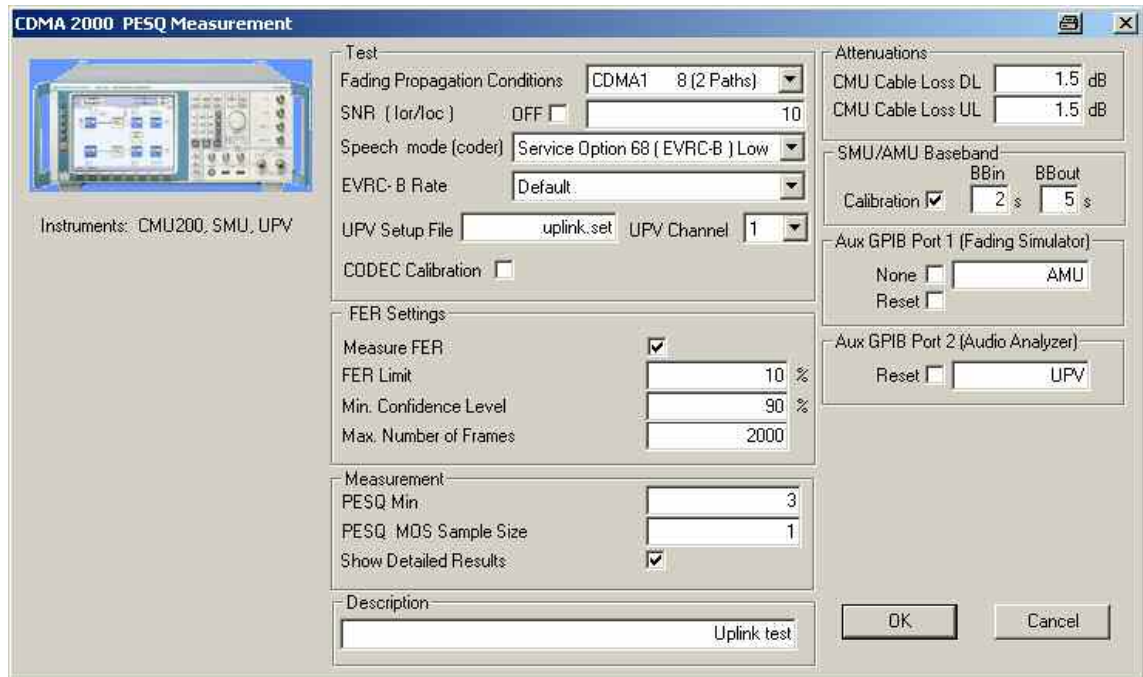 CDMA 2000 PESQ Measurement
Instruments: CMU200, SMU, UPV
Test
Fading Propagation Conditions CDMA1 8 (2 Paths)
SNR ( Ior/Ioc ) OFF 10
Speech mode (coder) Service Option 68 ( EVRC-B ) Low
EVRC- B Rate Default
UPV Setup File uplink.set UPV Channel 1
CODEC Calibration
FER Settings
Measure FER
FER Limit 10 %
Min. Confidence Level 90 %
Max. Number of Frames 2000
Measurement
PESQ Min 3
PESQ MOS Sample Size 1
Show Detailed Results
Description
Uplink test
Attenuations
CMU Cable Loss DL 1.5 dB
CMU Cable Loss UL 1.5 dB
SMU/AMU Baseband
BBin BBout
Calibration 2 s 5 s
Aux GPIB Port 1 (Fading Simulator)
None AMU
Reset
Aux GPIB Port 2 (Audio Analyzer)
Reset UPV
OK Cancel